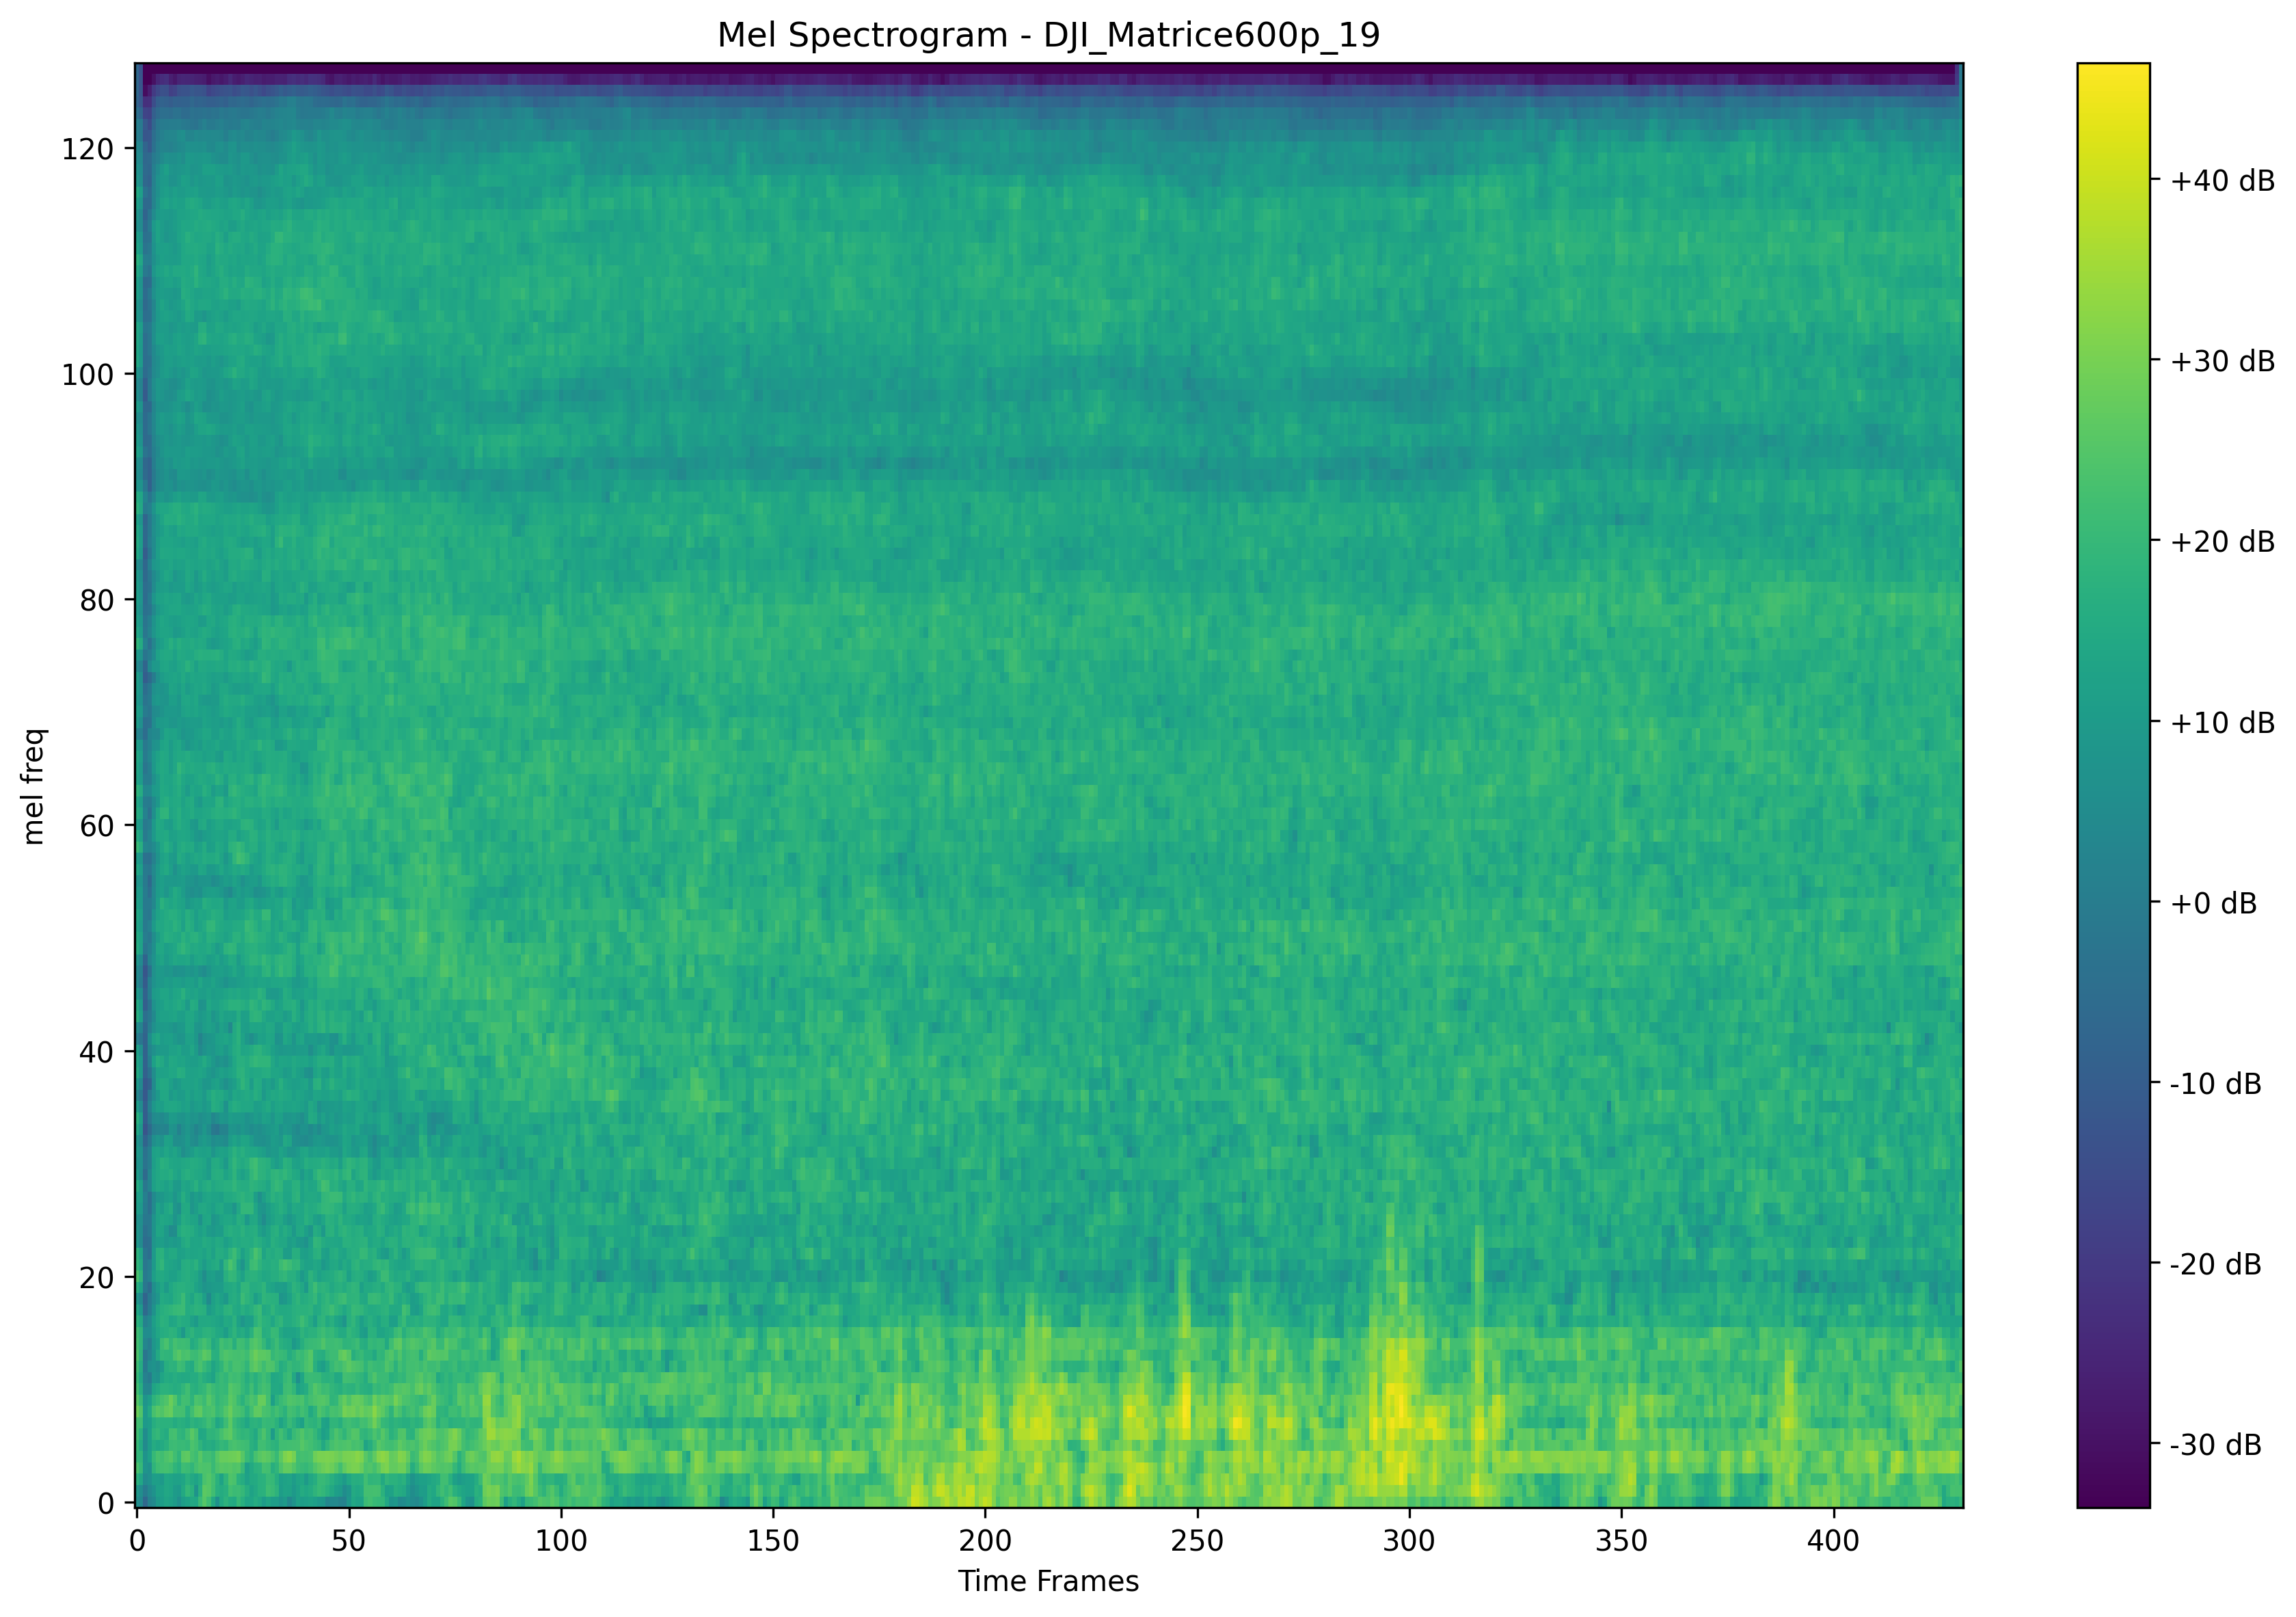 Mel Spectrogram - DJI_Matrice600p_19
mel freq
120
100
80
60
40
20
0
0 50 100 150 200 250 300 350 400
Time Frames
+40 dB
+30 dB
+20 dB
+10 dB
+0 dB
-10 dB
-20 dB
-30 dB